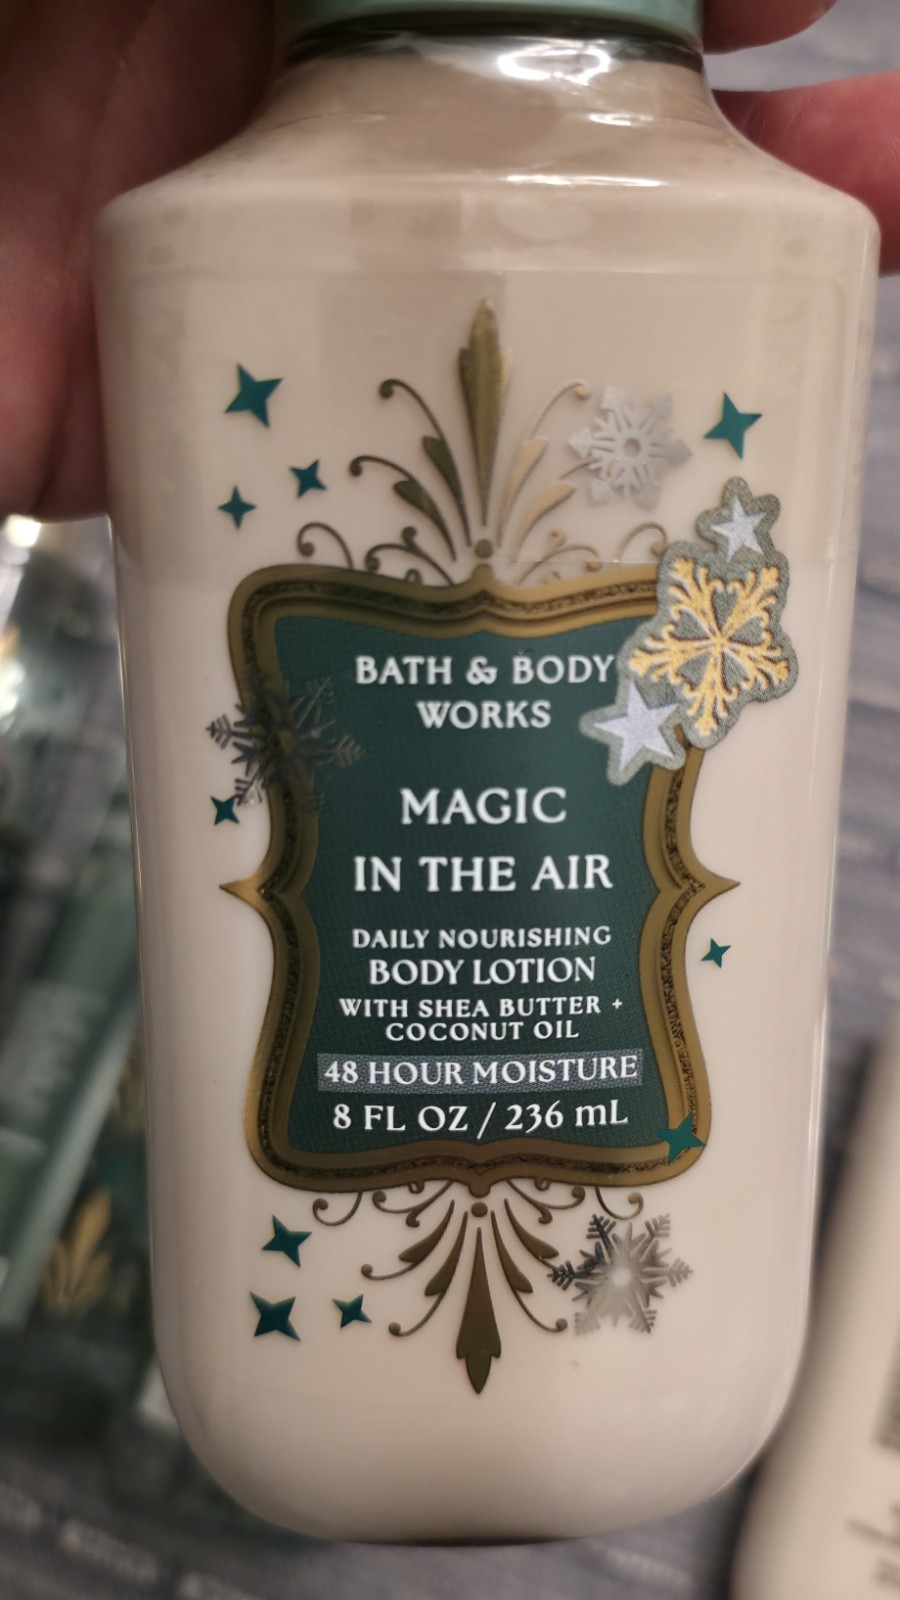 BATH & BODY
WORKS
MAGIC
IN THE AIR
DAILY NOURISHING
BODY LOTION
WITH SHEA BUTTER +
COCONUT OIL
48 HOUR MOISTURE
8 FL OZ / 236 mL